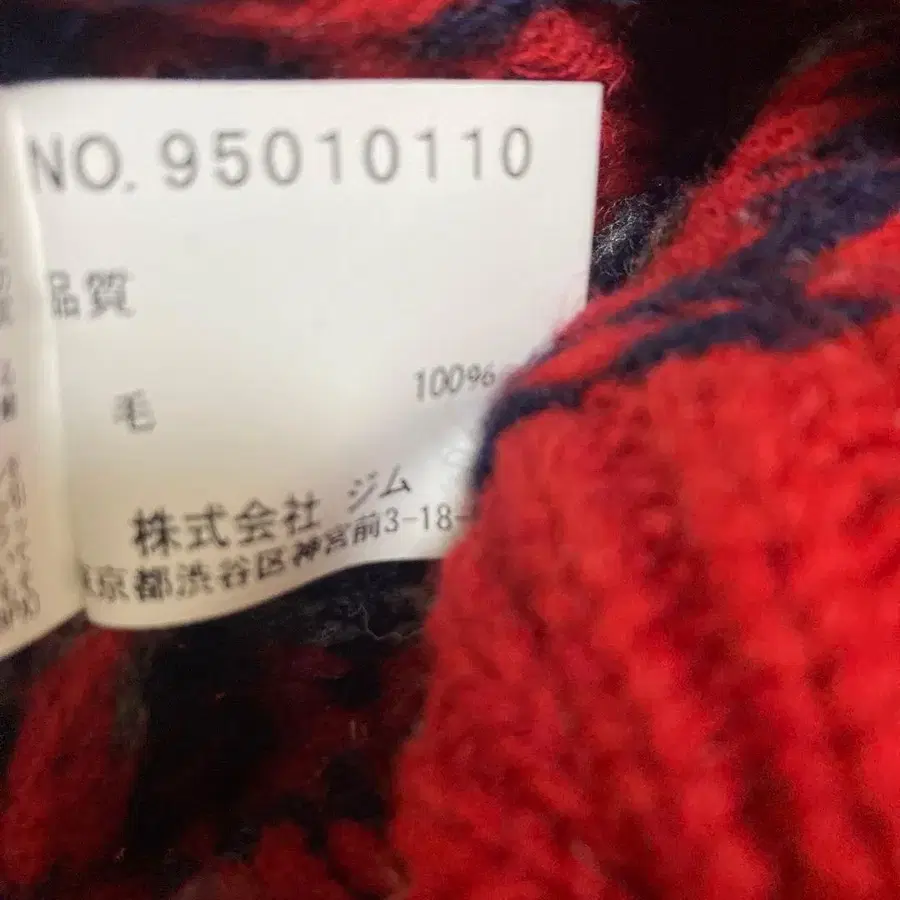 NO. 95010110
品質
毛 100%
株式会社 ジム
東京都渋谷区神宮前3-18-